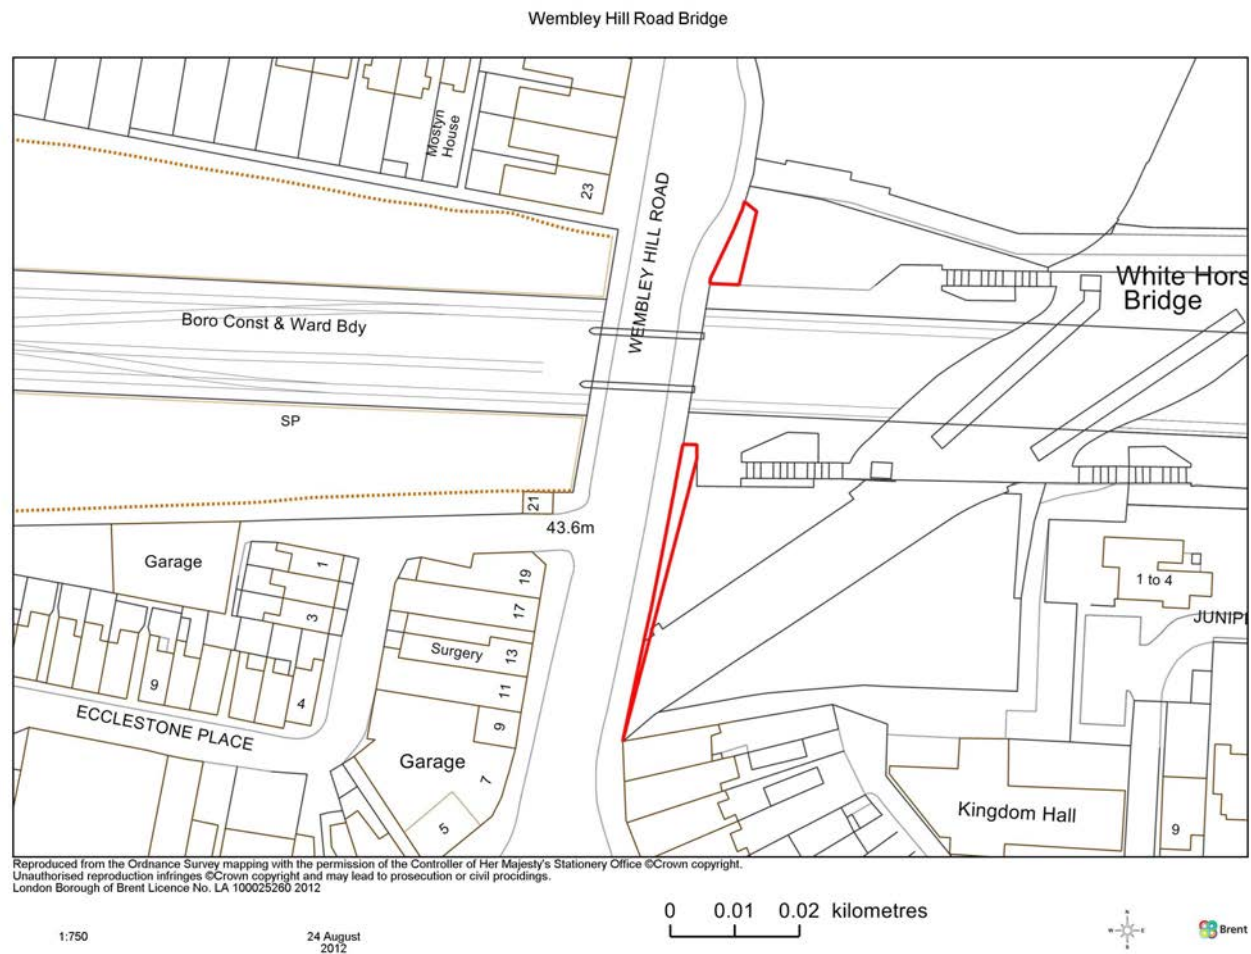 Wembley Hill Road Bridge
Mostyn
House
23
WEMBLEY HILL ROAD
White Hors
Bridge
Boro Const & Ward Bdy
SP
21
43.6m
Garage
1
3
19
17
Surgery
13
11
9
7
5
Garage
9
4
ECCLESTONE PLACE
1 to 4
JUNIPE
Kingdom Hall
9
Reproduced from the Ordnance Survey mapping with the permission of the Controller of Her Majesty's Stationery Office ©Crown copyright.
Unauthorised reproduction infringes ©Crown copyright and may lead to prosecution or civil procidings.
London Borough of Brent Licence No. LA 100025260 2012
0 0.01 0.02 kilometres
1:750
24 August
2012
N
W E
S
Brent